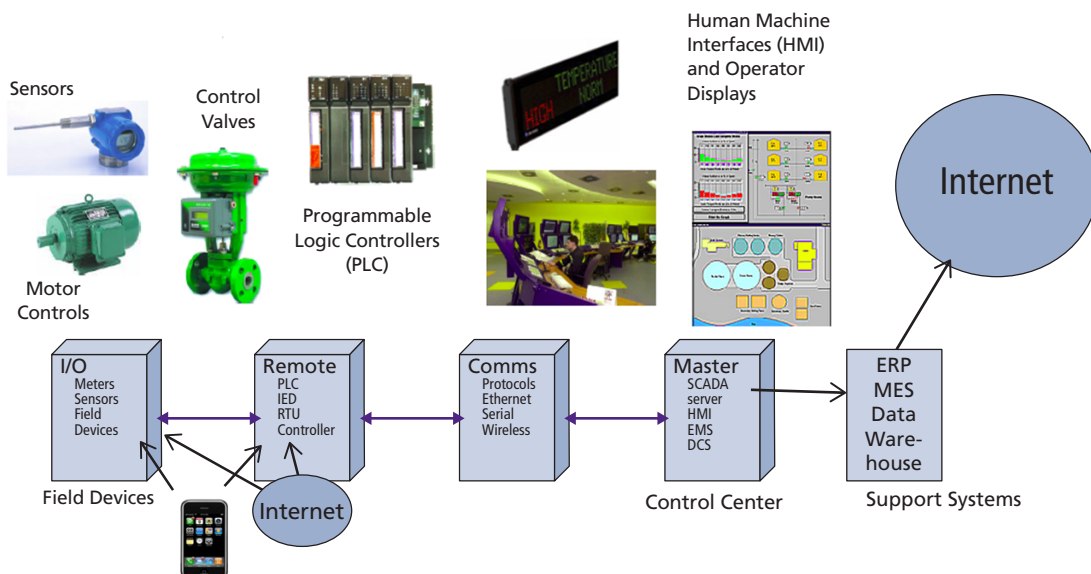 Human Machine
Interfaces (HMI)
and Operator
Displays
Sensors
Control
Valves
TEMPERATURE
HIGH NORM
Internet
Programmable
Logic Controllers
(PLC)
Motor
Controls
I/O
Meters
Sensors
Field
Devices
Remote
PLC
IED
RTU
Controller
Comms
Protocols
Ethernet
Serial
Wireless
Master
SCADA
server
HMI
EMS
DCS
ERP
MES
Data
Ware-
house
Field Devices
Internet
Control Center
Support Systems